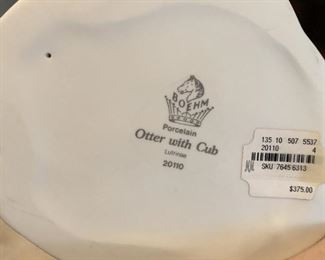 BOEHM
Porcelain
Otter with Cub
Lutrinae
20110
135 10 507 5537
20110 4
SKU 7645 6313
$375.00